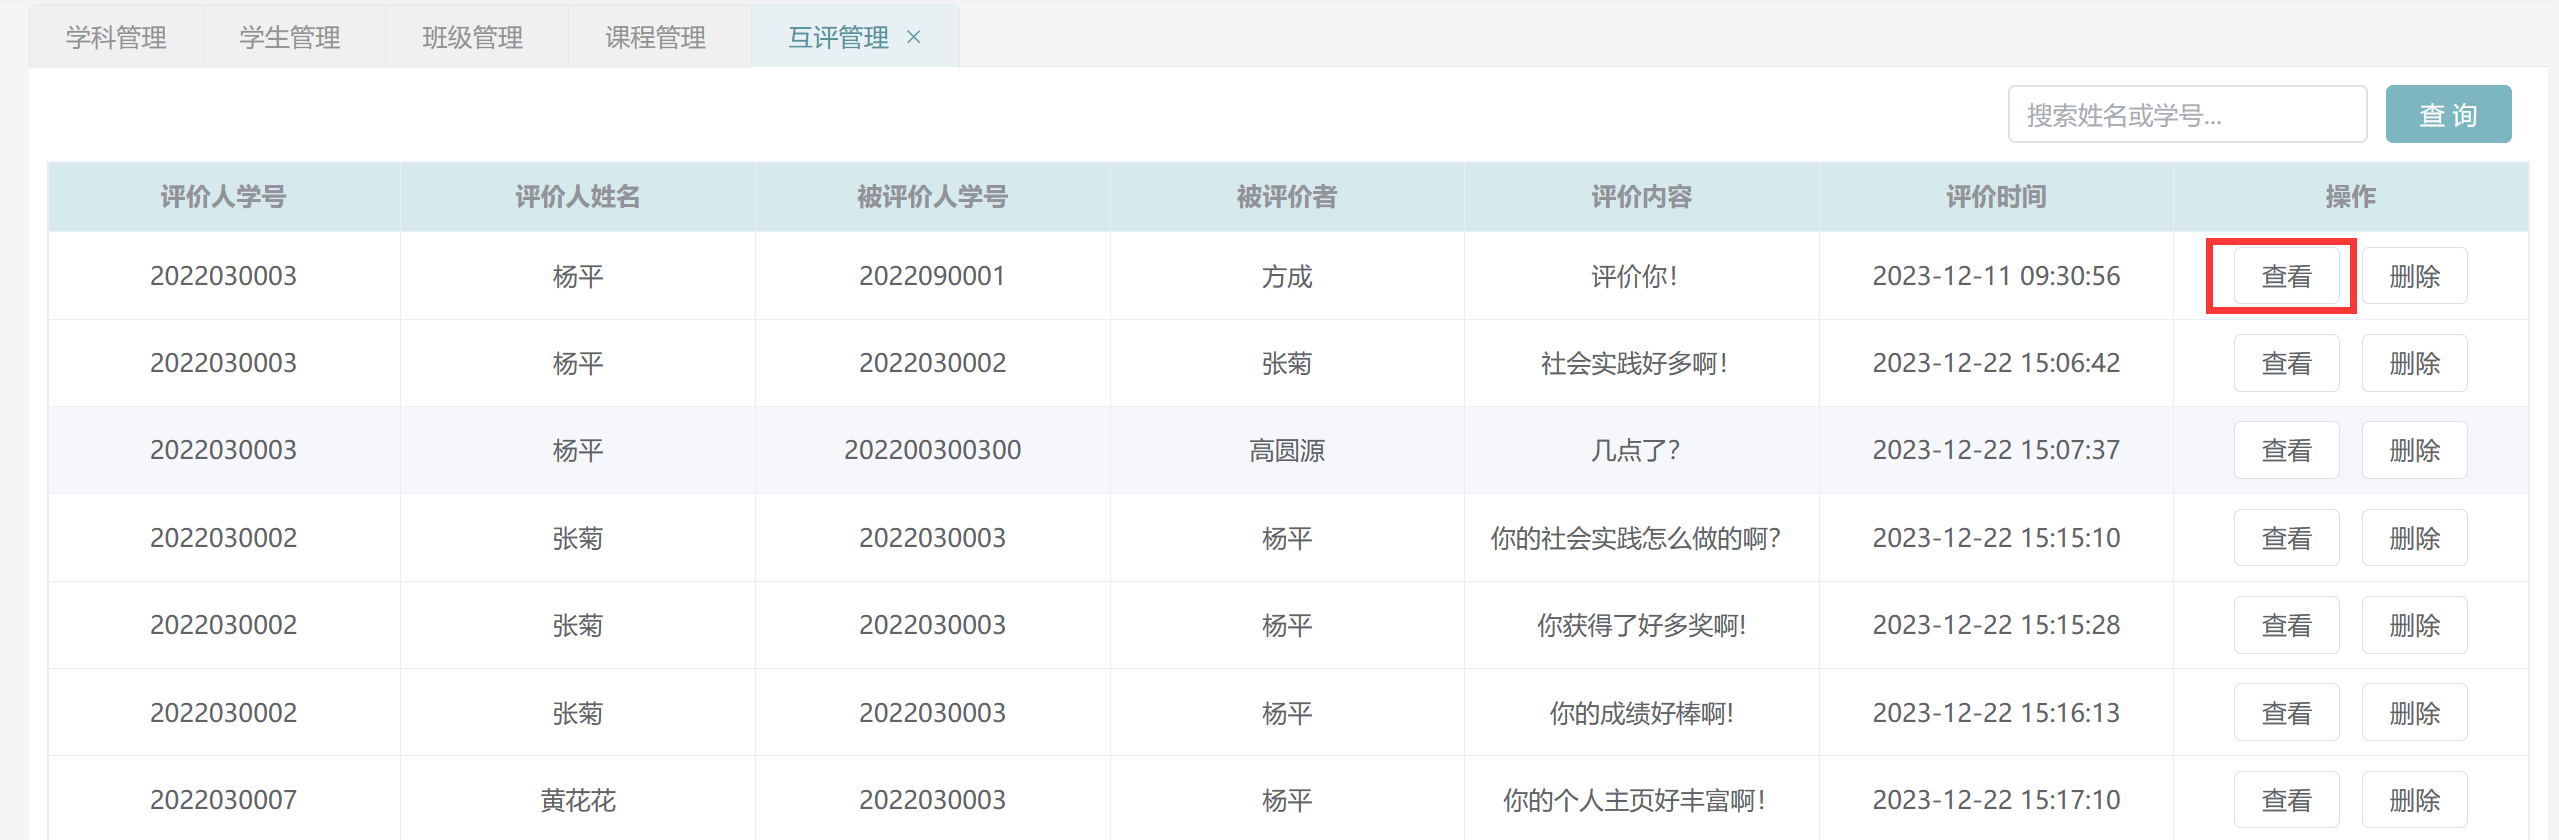 学科管理 学生管理 班级管理 课程管理 互评管理 ×
搜索姓名或学号... 查询
评价人学号 评价人姓名 被评价人学号 被评价者 评价内容 评价时间 操作
2022030003 杨平 2022090001 方成 评价你！ 2023-12-11 09:30:56 查看 删除
2022030003 杨平 2022030002 张菊 社会实践好多啊！ 2023-12-22 15:06:42 查看 删除
2022030003 杨平 202200300300 高圆源 几点了？ 2023-12-22 15:07:37 查看 删除
2022030002 张菊 2022030003 杨平 你的社会实践怎么做的啊？ 2023-12-22 15:15:10 查看 删除
2022030002 张菊 2022030003 杨平 你获得了好多奖啊！ 2023-12-22 15:15:28 查看 删除
2022030002 张菊 2022030003 杨平 你的成绩好棒啊！ 2023-12-22 15:16:13 查看 删除
2022030007 黄花花 2022030003 杨平 你的个人主页好丰富啊！ 2023-12-22 15:17:10 查看 删除